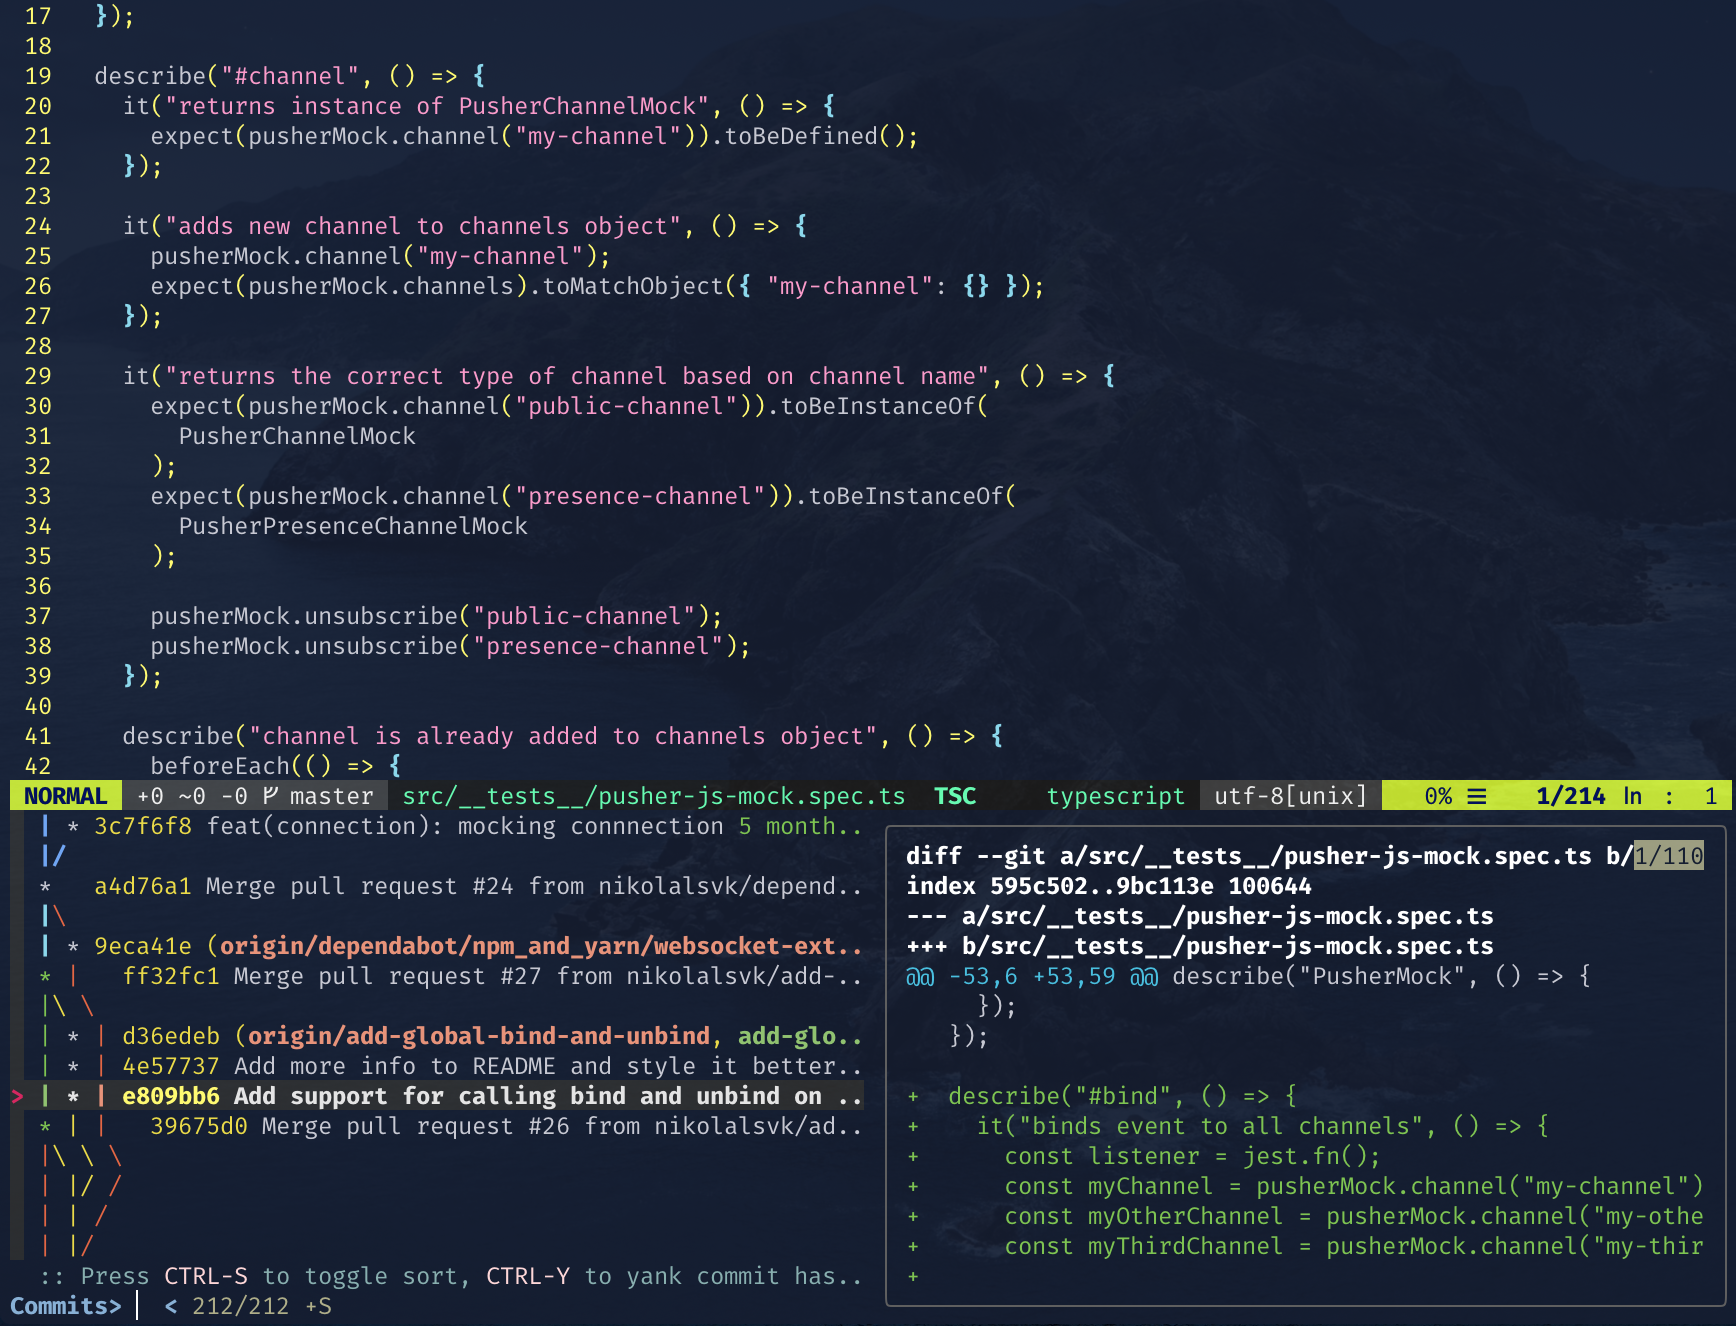 17   });
18
19   describe("#channel", () => {
20     it("returns instance of PusherChannelMock", () => {
21       expect(pusherMock.channel("my-channel")).toBeDefined();
22     });
23
24     it("adds new channel to channels object", () => {
25       pusherMock.channel("my-channel");
26       expect(pusherMock.channels).toMatchObject({ "my-channel": {} });
27     });
28
29     it("returns the correct type of channel based on channel name", () => {
30       expect(pusherMock.channel("public-channel")).toBeInstanceOf(
31         PusherChannelMock
32       );
33       expect(pusherMock.channel("presence-channel")).toBeInstanceOf(
34         PusherPresenceChannelMock
35       );
36
37       pusherMock.unsubscribe("public-channel");
38       pusherMock.unsubscribe("presence-channel");
39     });
40
41     describe("channel is already added to channels object", () => {
42       beforeEach(() => {
NORMAL +0 ~0 -0 master src/__tests__/pusher-js-mock.spec.ts TSC typescript utf-8[unix] 0% ☰ 1/214 ln : 1
| * 3c7f6f8 feat(connection): mocking connnection 5 month..
|/
*   a4d76a1 Merge pull request #24 from nikolalsvk/depend..
|\
| * 9eca41e (origin/dependabot/npm_and_yarn/websocket-ext..
* |   ff32fc1 Merge pull request #27 from nikolalsvk/add-..
|\ \
| * | d36edeb (origin/add-global-bind-and-unbind, add-glo..
| * | 4e57737 Add more info to README and style it better..
> | * | e809bb6 Add support for calling bind and unbind on ..
* | |   39675d0 Merge pull request #26 from nikolalsvk/ad..
|\ \ \
| |/ /
| | /
| |/
:: Press CTRL-S to toggle sort, CTRL-Y to yank commit has..
Commits> < 212/212 +S
diff --git a/src/__tests__/pusher-js-mock.spec.ts b/1/110
index 595c502..9bc113e 100644
--- a/src/__tests__/pusher-js-mock.spec.ts
+++ b/src/__tests__/pusher-js-mock.spec.ts
@@ -53,6 +53,59 @@ describe("PusherMock", () => {
     });
   });
+  describe("#bind", () => {
+    it("binds event to all channels", () => {
+      const listener = jest.fn();
+      const myChannel = pusherMock.channel("my-channel")
+      const myOtherChannel = pusherMock.channel("my-othe
+      const myThirdChannel = pusherMock.channel("my-thir
+